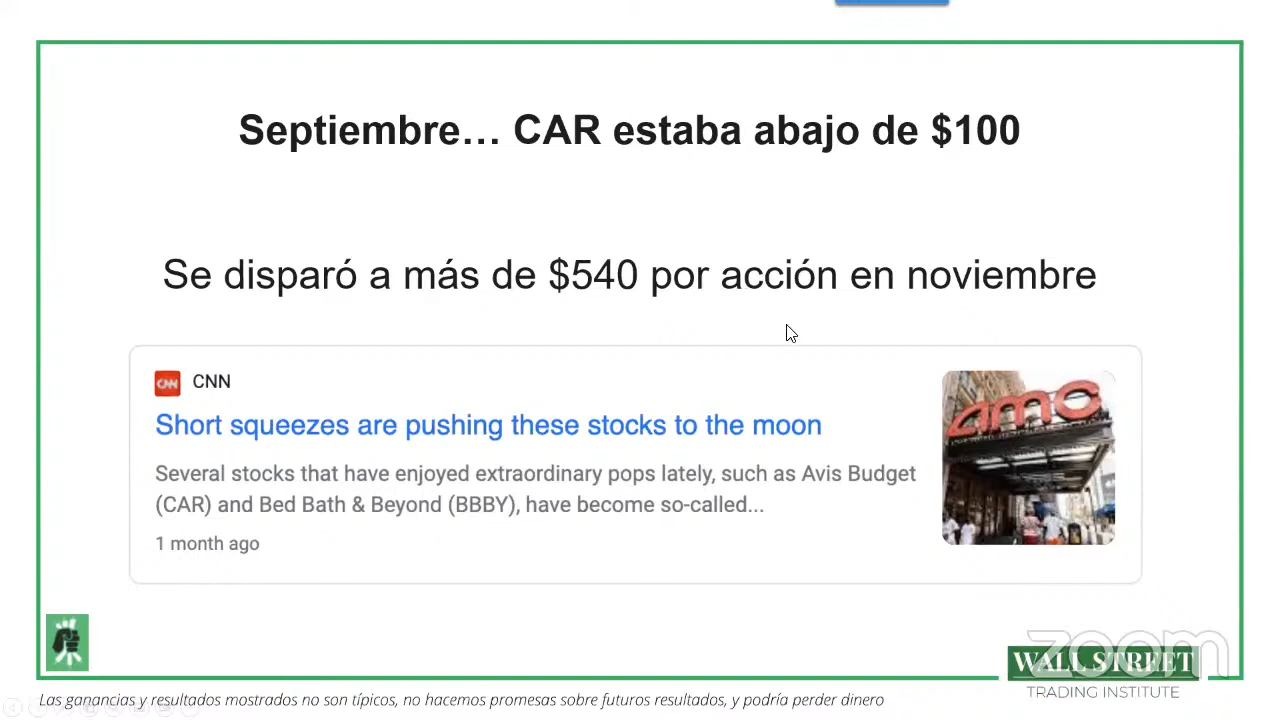 Septiembre… CAR estaba abajo de $100
Se disparó a más de $540 por acción en noviembre
CNN
CNN
Short squeezes are pushing these stocks to the moon
Several stocks that have enjoyed extraordinary pops lately, such as Avis Budget
(CAR) and Bed Bath & Beyond (BBBY), have become so-called...
1 month ago
amc
zoom
WALL STREET
TRADING INSTITUTE
Las ganancias y resultados mostrados no son típicos, no hacemos promesas sobre futuros resultados, y podría perder dinero